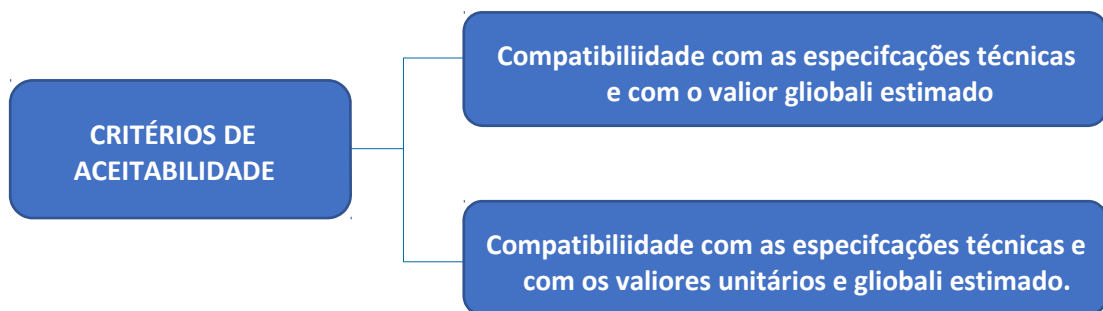 CRITÉRIOS DE
ACEITABILIDADE
Compatibiliidade com as especifcações técnicas
e com o valior gliobali estimado
Compatibiliidade com as especifcações técnicas e
com os valiores unitários e gliobali estimado.